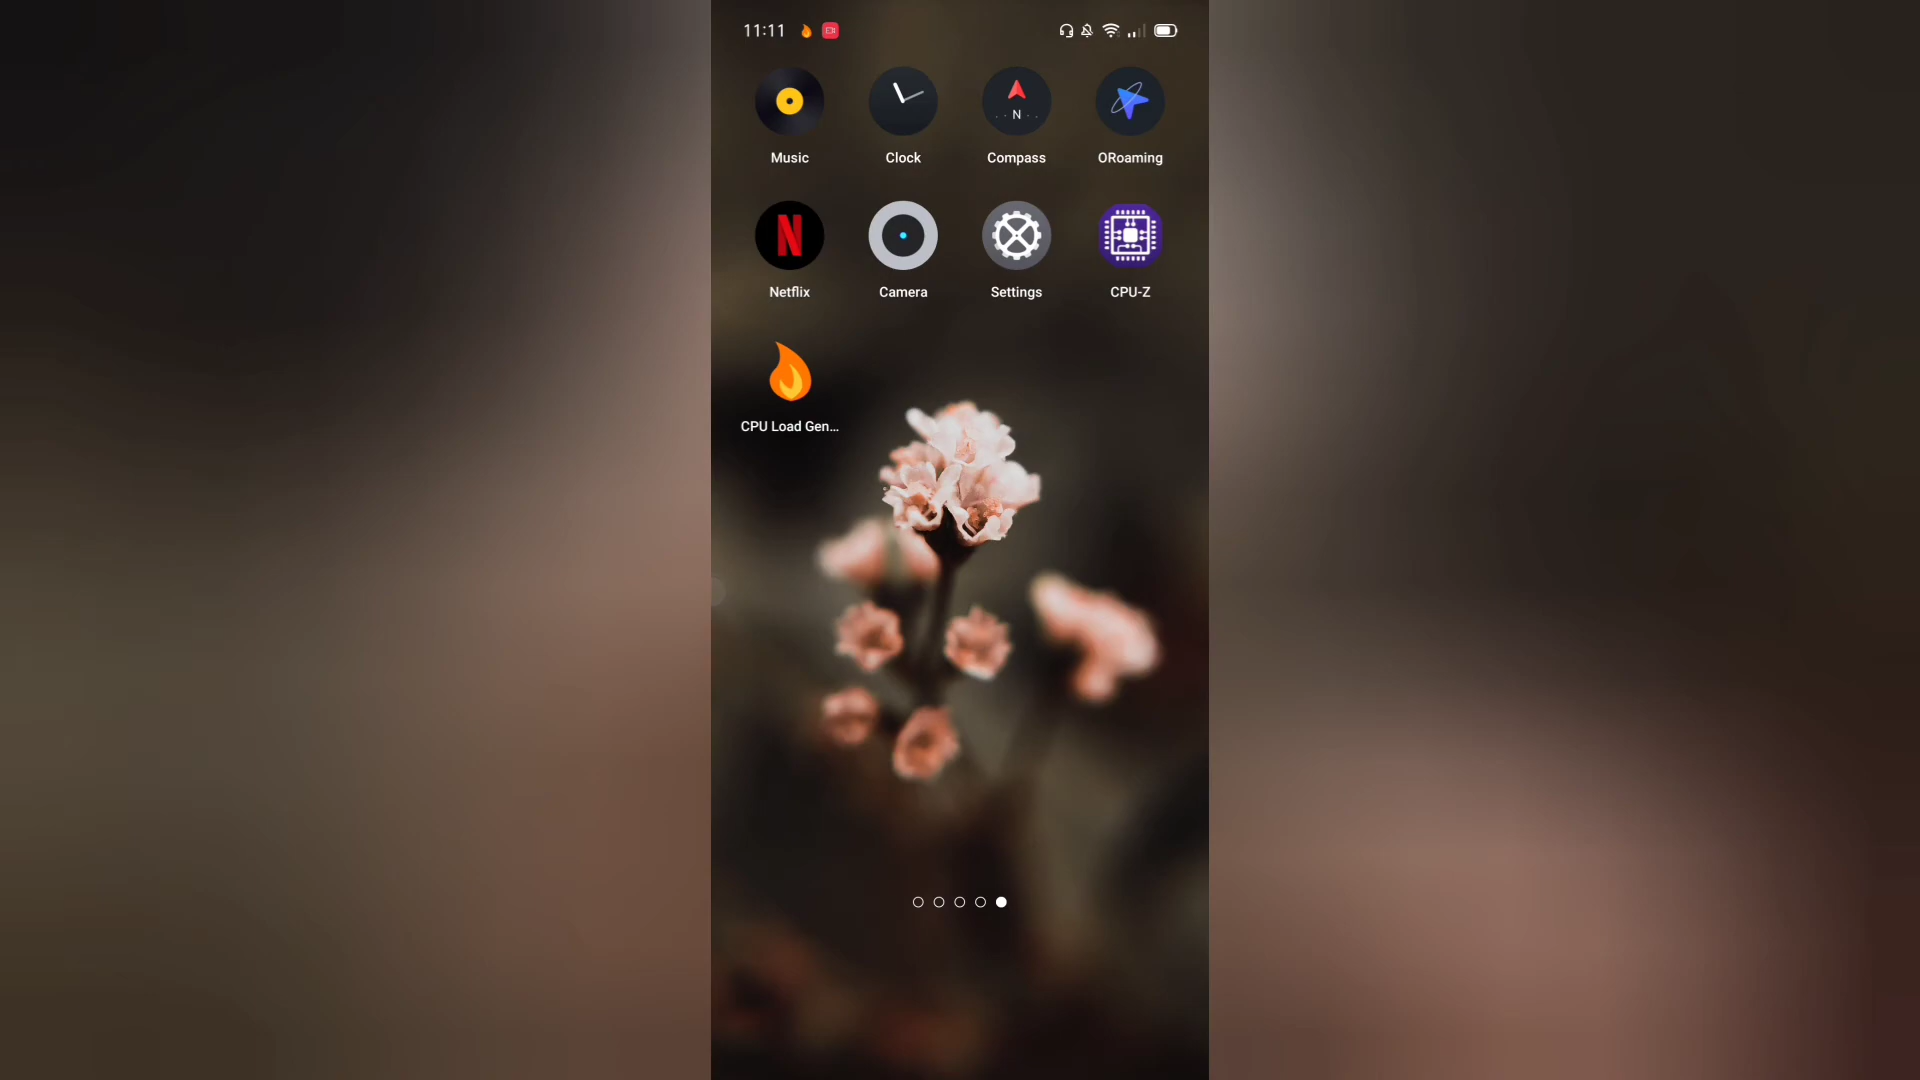 11:11
Music
Clock
Compass
ORoaming
N
Netflix
Camera
Settings
CPU-Z
CPU Load Gen...